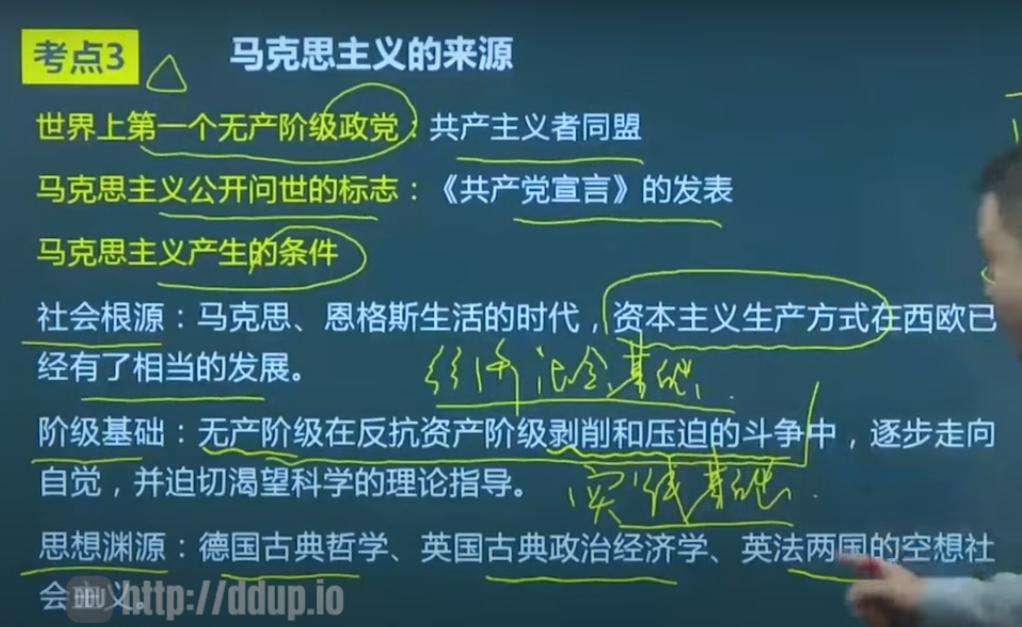 考点3 马克思主义的来源
世界上第一个无产阶级政党：共产主义者同盟
马克思主义公开问世的标志：《共产党宣言》的发表
马克思主义产生的条件
社会根源：马克思、恩格斯生活的时代，资本主义生产方式在西欧已
经有了相当的发展。
经济社会基础
阶级基础：无产阶级在反抗资产阶级剥削和压迫的斗争中，逐步走向
自觉，并迫切渴望科学的理论指导。
实践基础
思想渊源：德国古典哲学、英国古典政治经济学、英法两国的空想社
会主义。
http://ddup.io